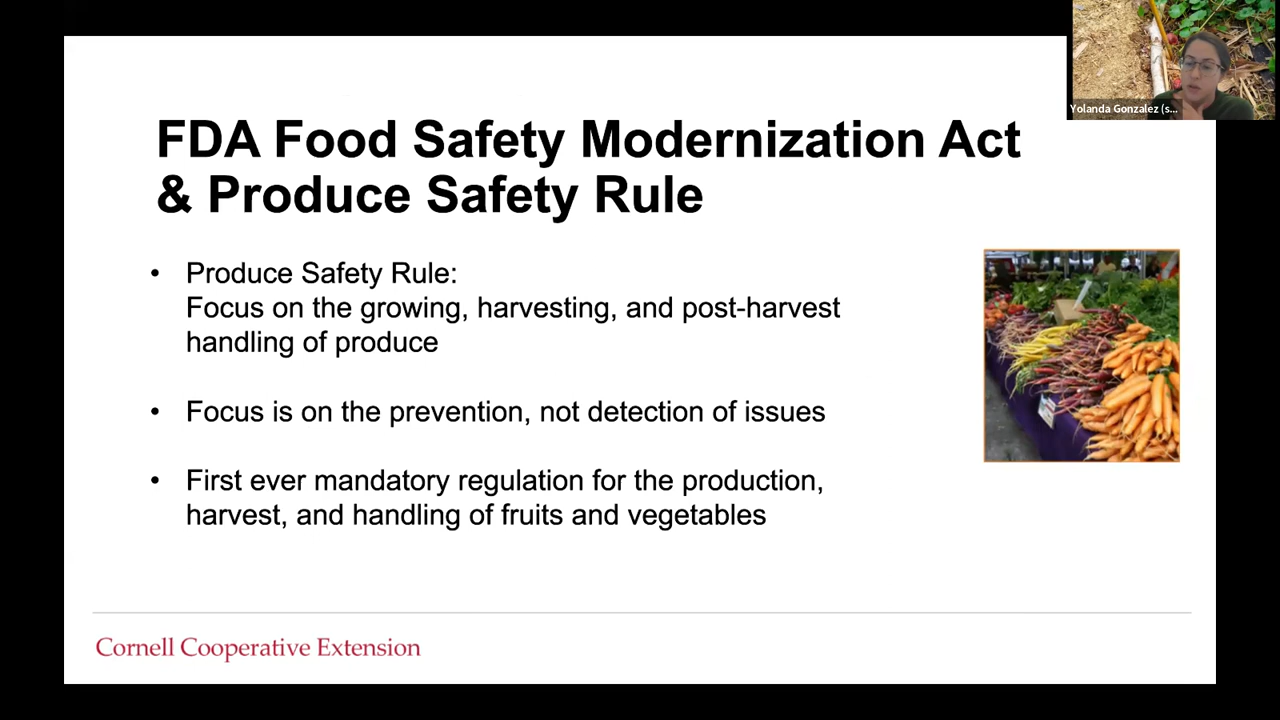 Yolanda Gonzalez (s...
FDA Food Safety Modernization Act
& Produce Safety Rule
• Produce Safety Rule:
Focus on the growing, harvesting, and post-harvest
handling of produce
• Focus is on the prevention, not detection of issues
• First ever mandatory regulation for the production,
harvest, and handling of fruits and vegetables
Cornell Cooperative Extension